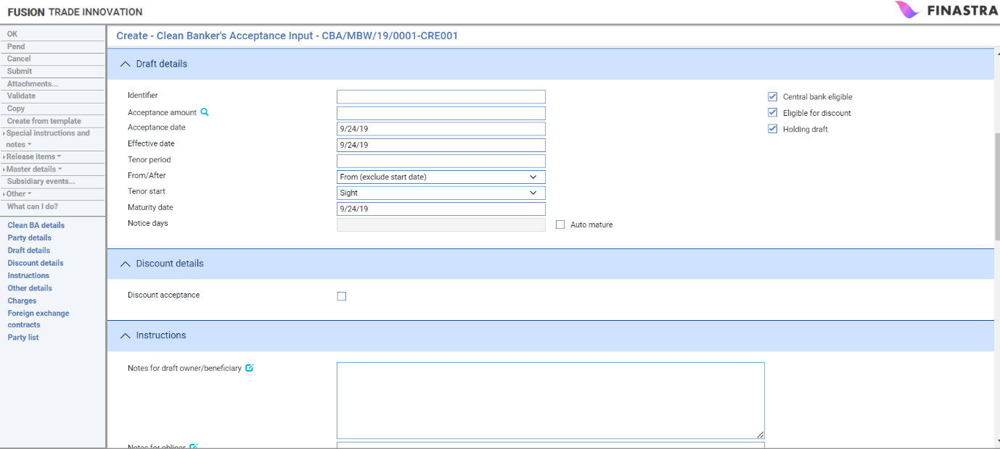 FUSION TRADE INNOVATION
FINASTRA
OK
Pend
Cancel
Submit
Attachments...
Validate
Copy
Create from template
Special instructions and
notes
Release items
Master details
Subsidiary events...
Other
What can I do?
Clean BA details
Party details
Draft details
Discount details
Instructions
Other details
Charges
Foreign exchange
contracts
Party list
Create - Clean Banker's Acceptance Input - CBA/MBW/19/0001-CRE001
Draft details
Identifier
Central bank eligible
Acceptance amount
Eligible for discount
Acceptance date 9/24/19
Holding draft
Effective date 9/24/19
Tenor period
From/After From (exclude start date)
Tenor start Sight
Maturity date 9/24/19
Notice days Auto mature
Discount details
Discount acceptance
Instructions
Notes for draft owner/beneficiary
Notes for obligor